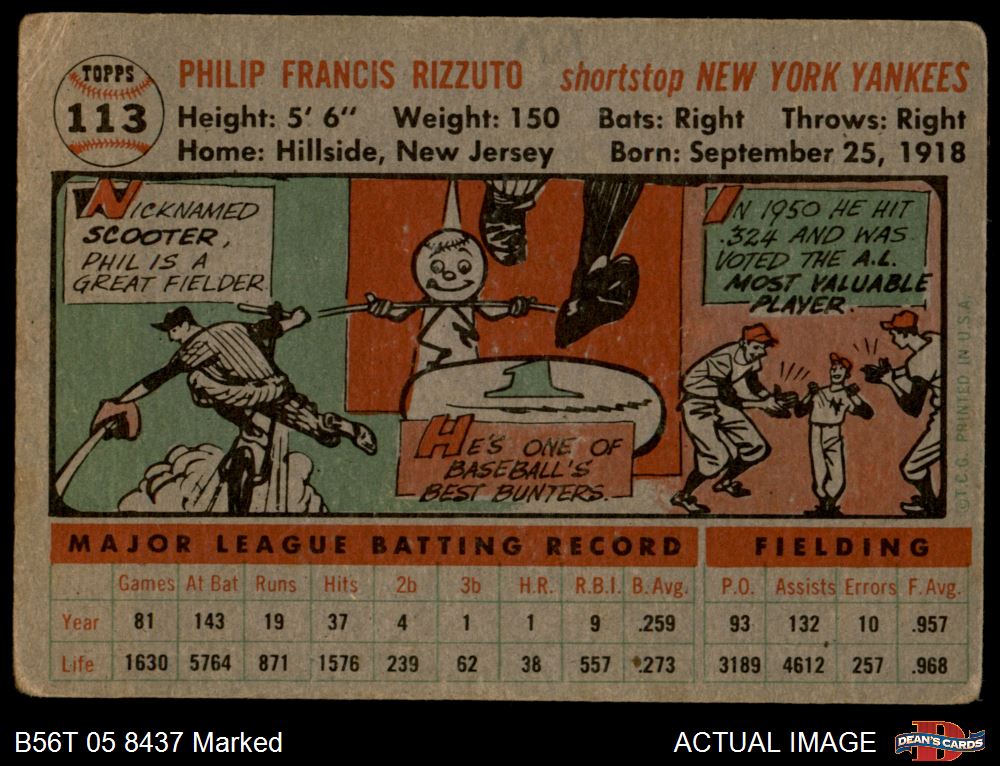 TOPPS
113
PHILIP FRANCIS RIZZUTO shortstop NEW YORK YANKEES
Height: 5' 6" Weight: 150 Bats: Right Throws: Right
Home: Hillside, New Jersey Born: September 25, 1918
NICKNAMED
SCOOTER,
PHIL IS A
GREAT FIELDER.
1
HE'S ONE OF
BASEBALL'S
BEST BUNTERS.
IN 1950 HE HIT
.324 AND WAS
VOTED THE A.L.
MOST VALUABLE
PLAYER.
© T.C.G. PRINTED IN U.S.A.
MAJOR LEAGUE BATTING RECORD FIELDING
Games At Bat Runs Hits 2b 3b H.R. R.B.I. B.Avg. P.O. Assists Errors F.Avg.
Year 81 143 19 37 4 1 1 9 .259 93 132 10 .957
Life 1630 5764 871 1576 239 62 38 557 .273 3189 4612 257 .968
B56T 05 8437 Marked ACTUAL IMAGE DEAN'S CARDS